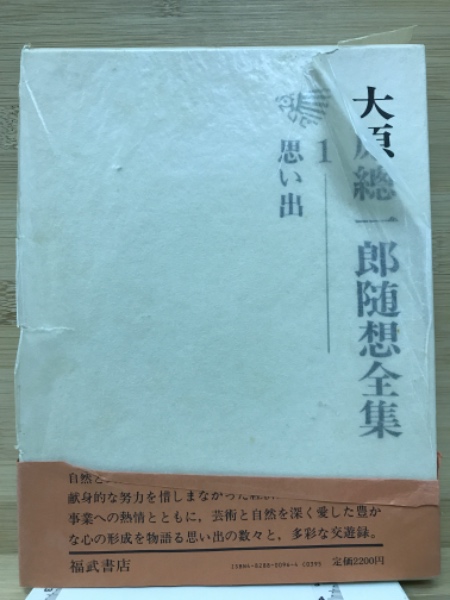 大原總一郎随想全集
1
思い出
自然と
献身的な努力を惜しまなかった
事業への熱情とともに，芸術と自然を深く愛した豊か
な心の形成を物語る思い出の数々と，多彩な交遊録。
福武書店
定価2200円